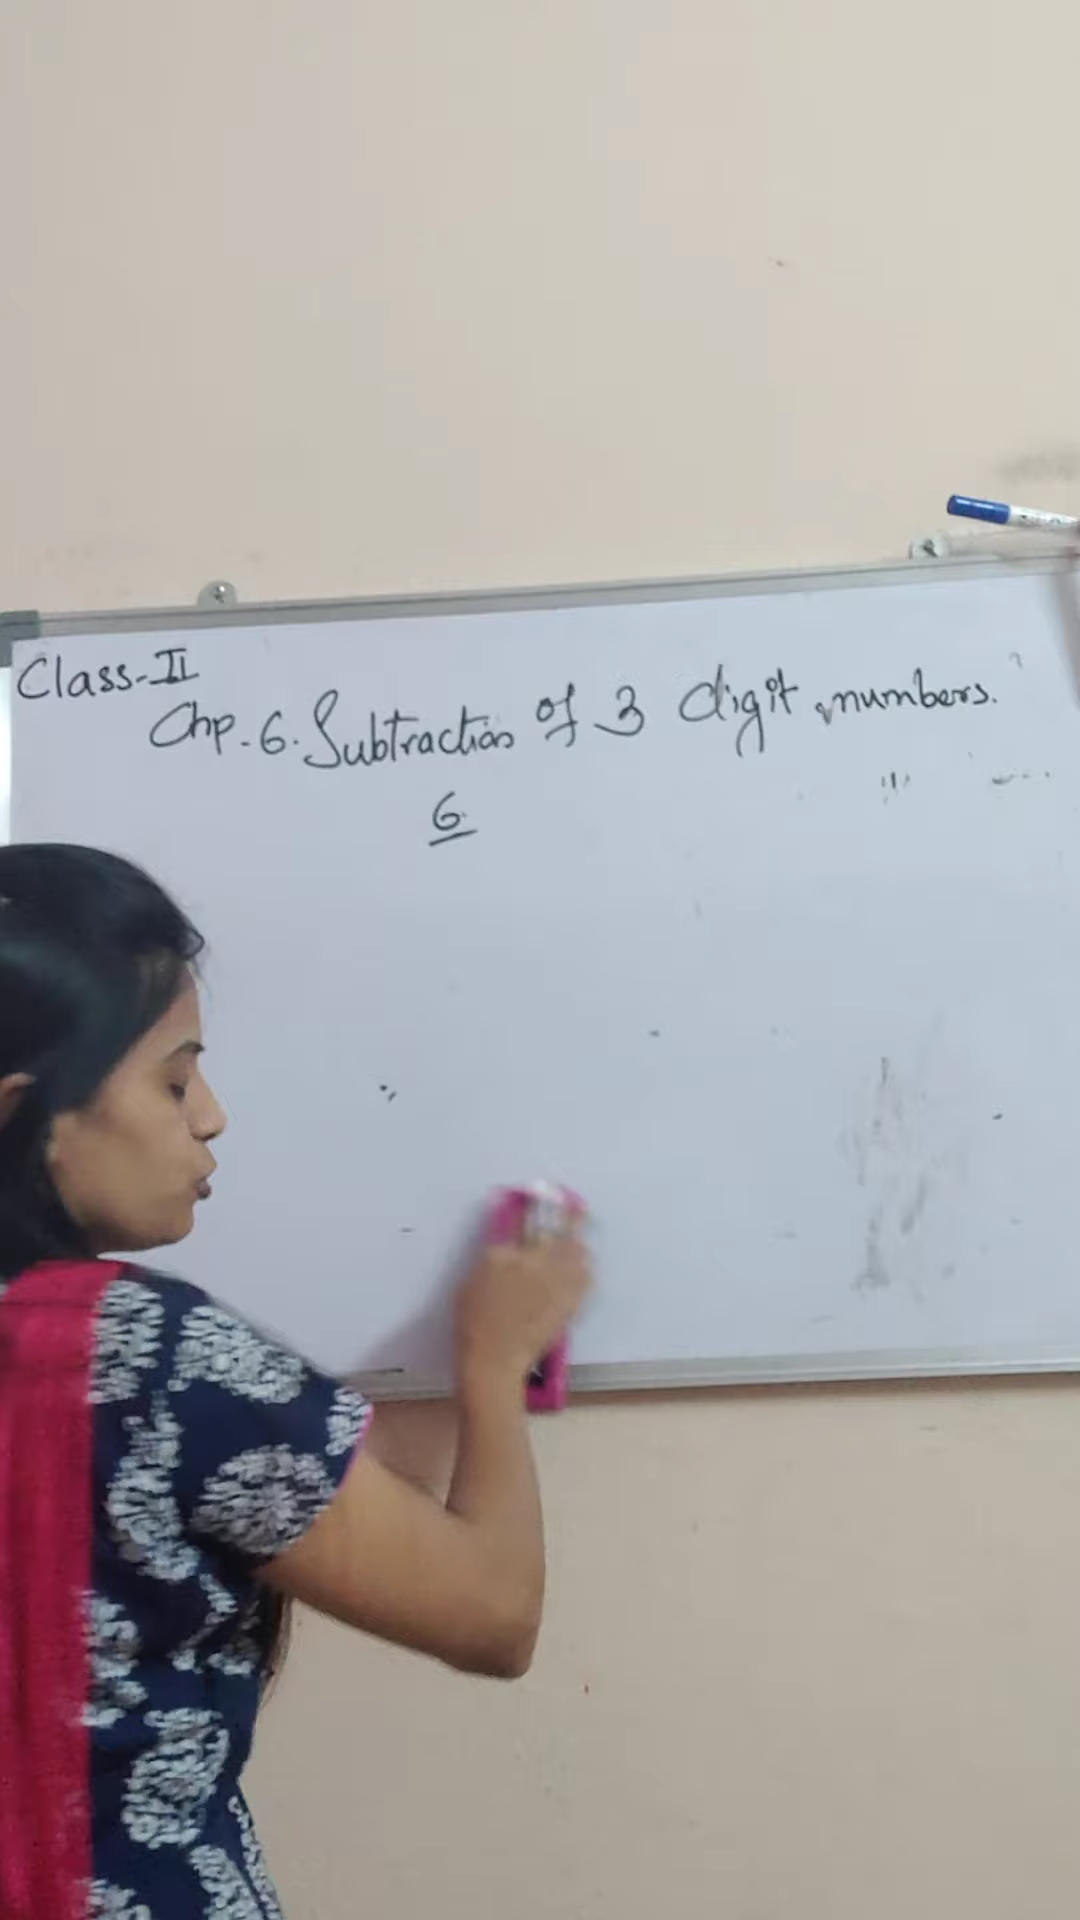 Class-II
Chp.6. Subtraction of 3 digit numbers.
6.